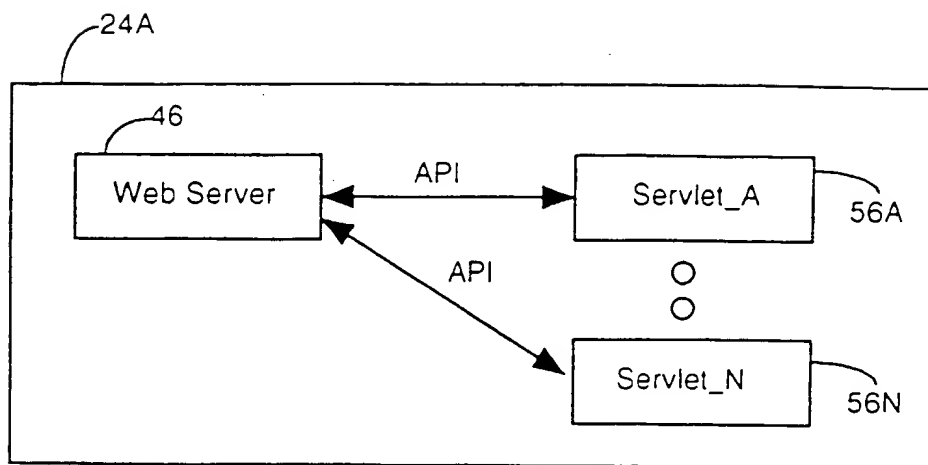 24A
46
Web Server
API
Servlet_A
56A
API
Servlet_N
56N